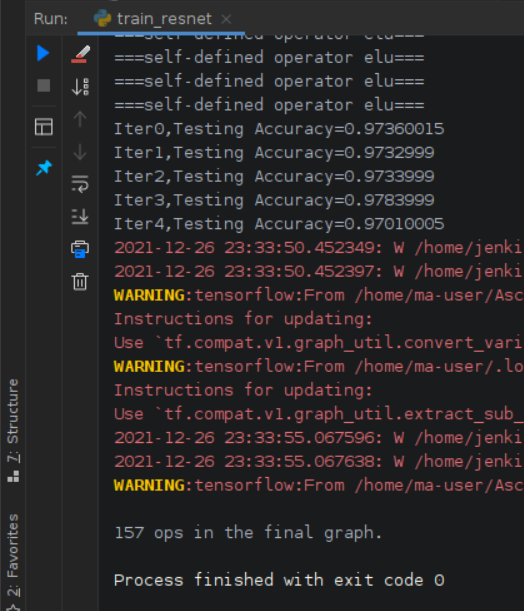 Run: train_resnet ×
===self-defined operator elu===
===self-defined operator elu===
===self-defined operator elu===
===self-defined operator elu===
Iter0,Testing Accuracy=0.97360015
Iter1,Testing Accuracy=0.9732999
Iter2,Testing Accuracy=0.9733999
Iter3,Testing Accuracy=0.9783999
Iter4,Testing Accuracy=0.97010005
2021-12-26 23:33:50.452349: W /home/jenki
2021-12-26 23:33:50.452397: W /home/jenki
WARNING:tensorflow:From /home/ma-user/Asc
Instructions for updating:
Use `tf.compat.v1.graph_util.convert_vari
WARNING:tensorflow:From /home/ma-user/.lo
Instructions for updating:
Use `tf.compat.v1.graph_util.extract_sub_
2021-12-26 23:33:55.067596: W /home/jenki
2021-12-26 23:33:55.067638: W /home/jenki
WARNING:tensorflow:From /home/ma-user/Asc
157 ops in the final graph.
Process finished with exit code 0
7: Structure
2: Favorites